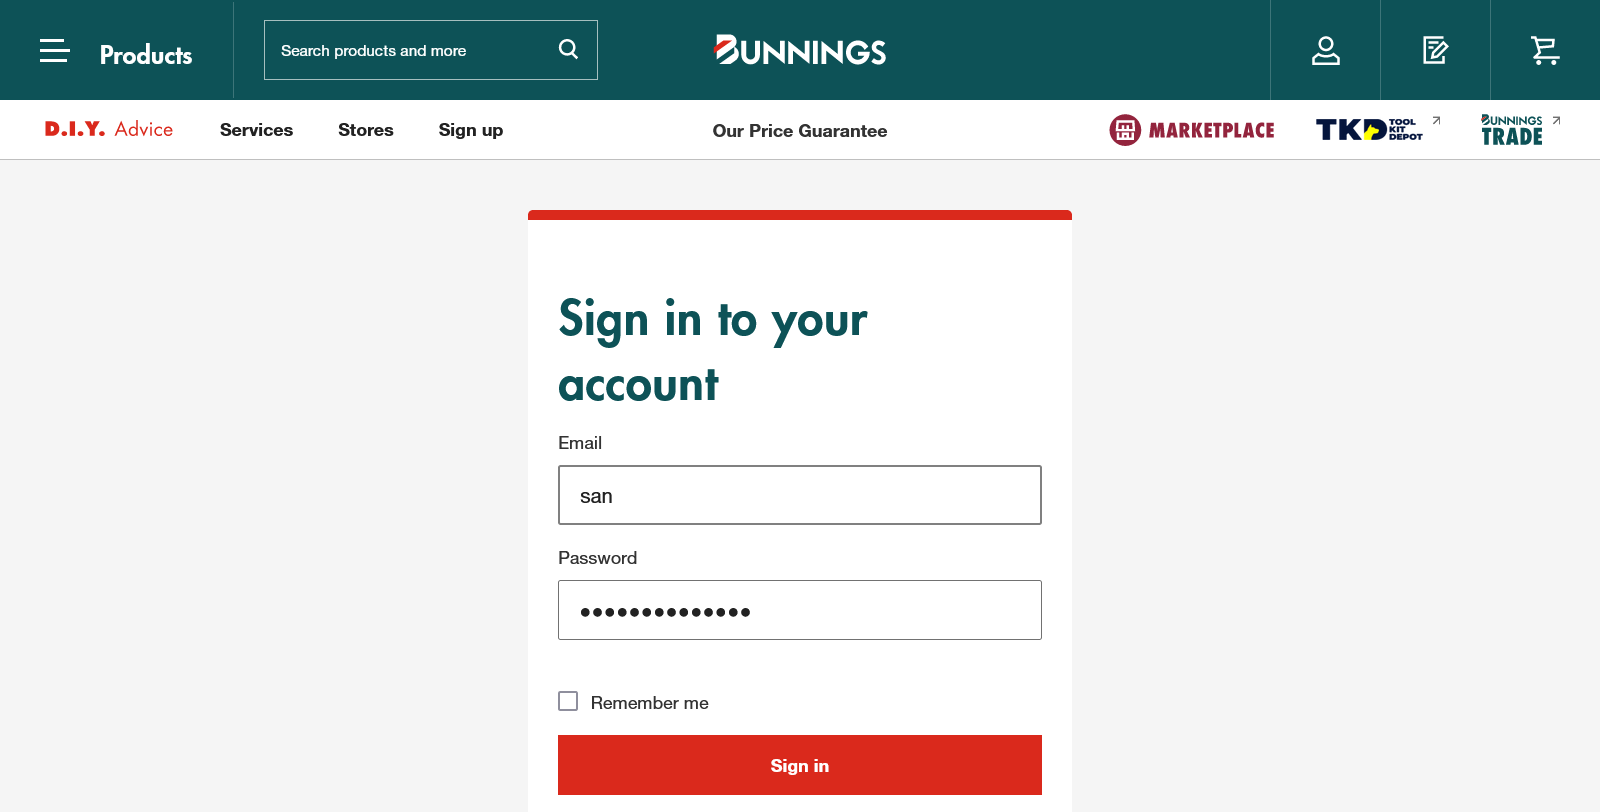 Products
Search products and more
BUNNINGS
D.I.Y. Advice
Services
Stores
Sign up
Our Price Guarantee
MARKETPLACE
TKD TOOL KIT DEPOT
BUNNINGS TRADE
Sign in to your
account
Email
san
Password
••••••••••••••
Remember me
Sign in